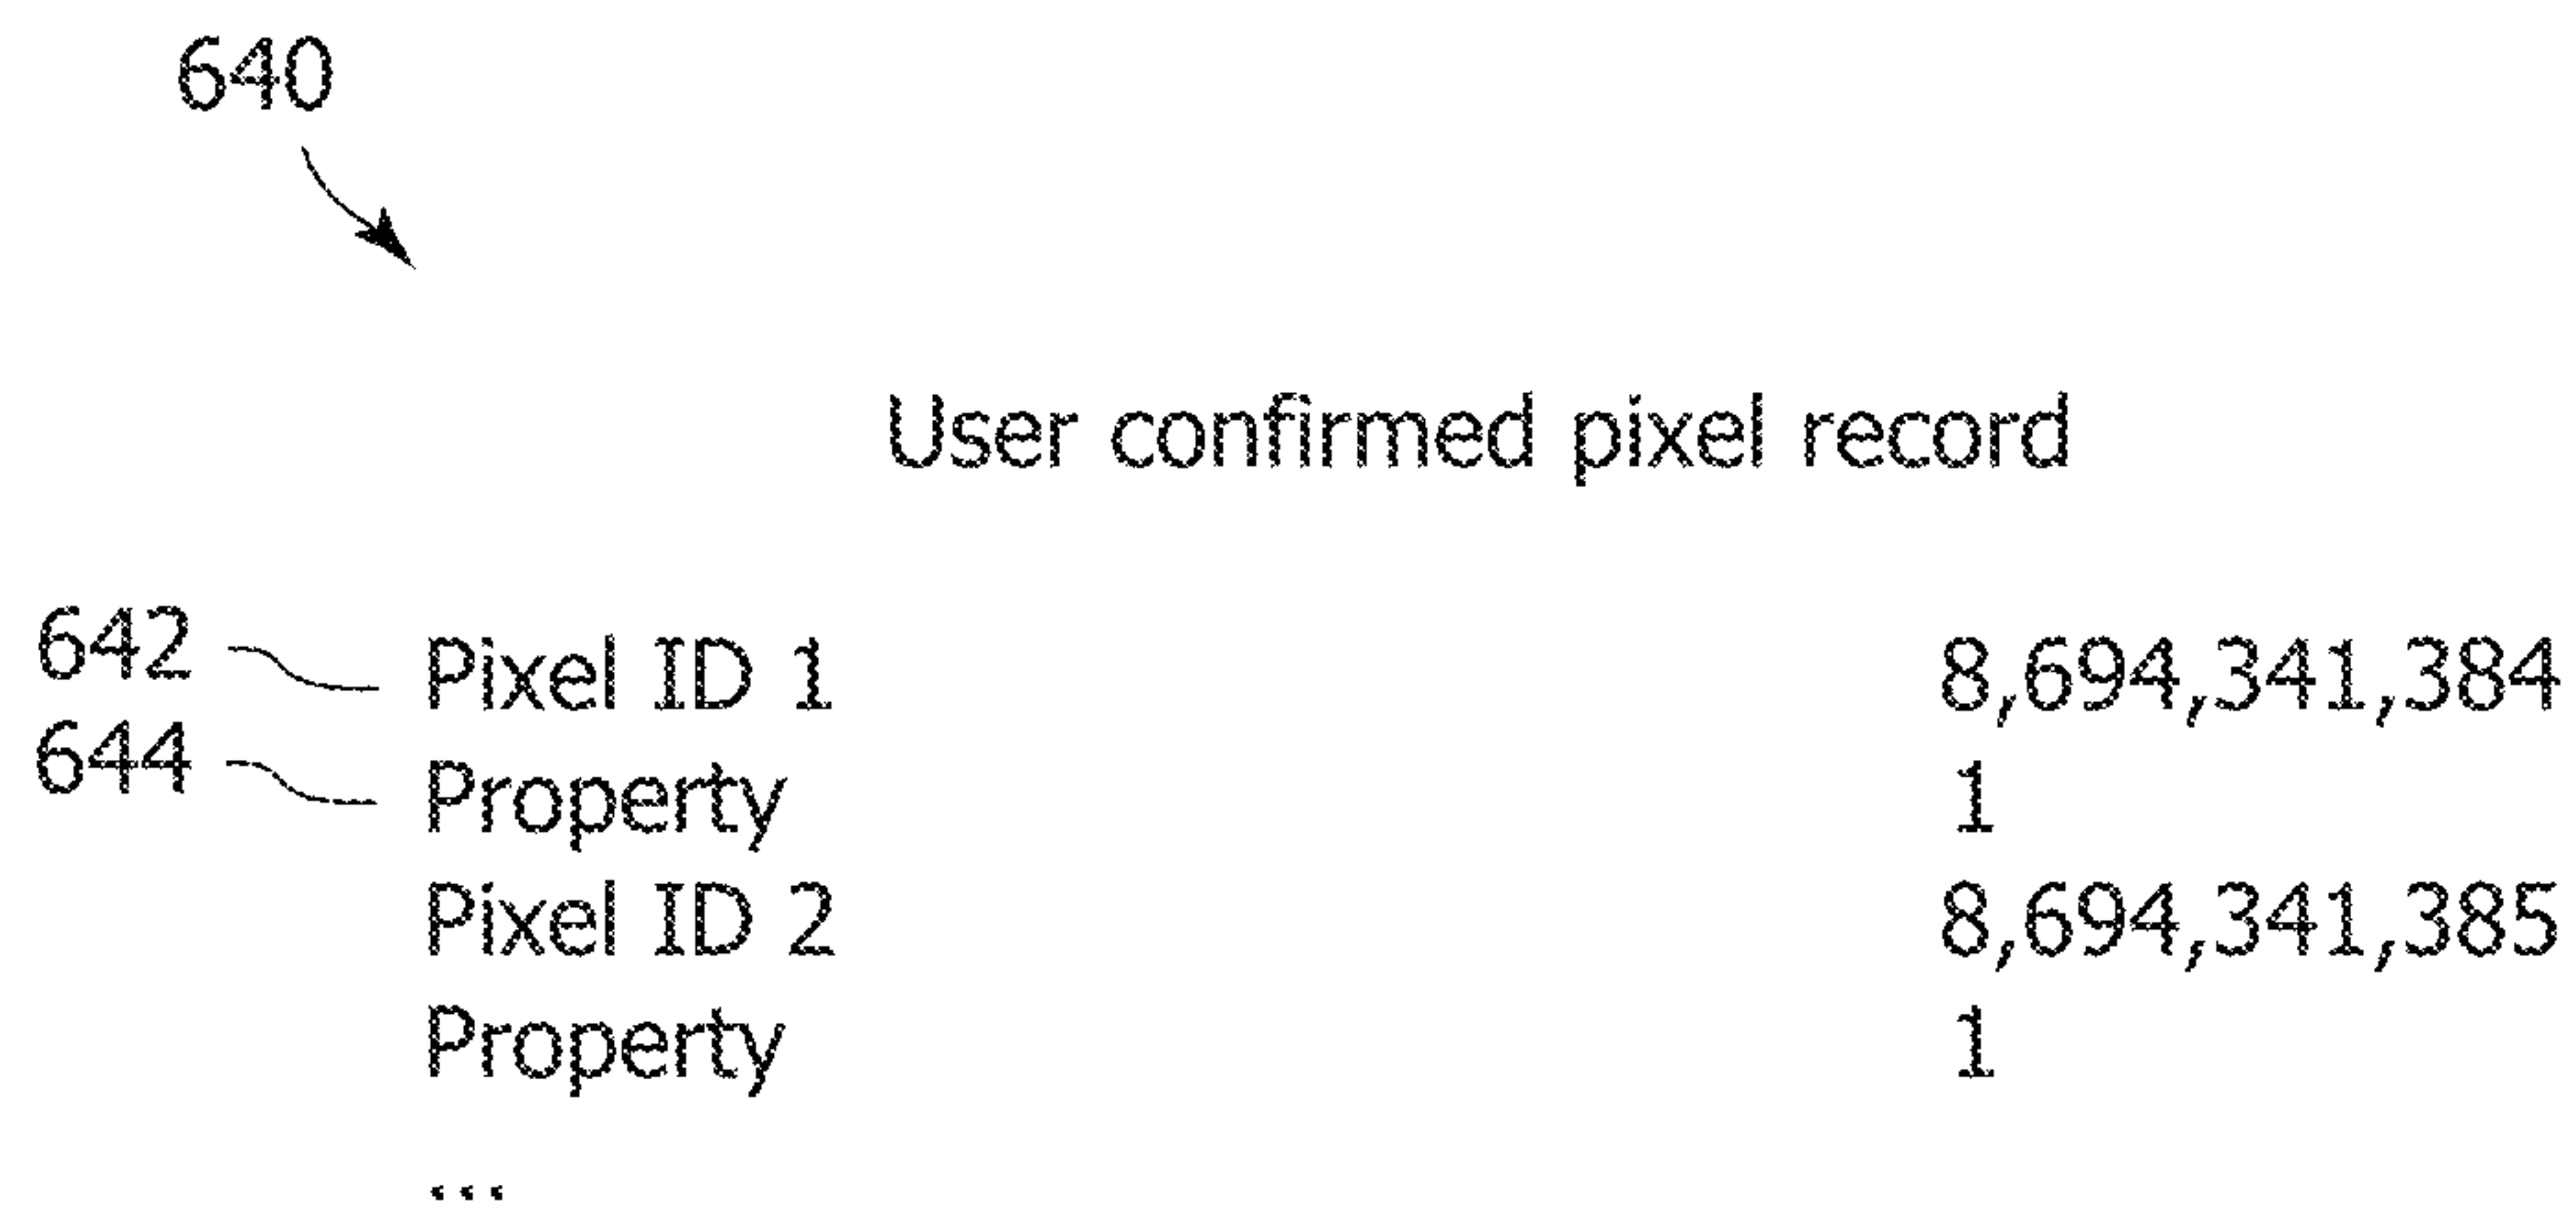 640
User confirmed pixel record
642 Pixel ID 1 8,694,341,384
644 Property 1
Pixel ID 2 8,694,341,385
Property 1
...